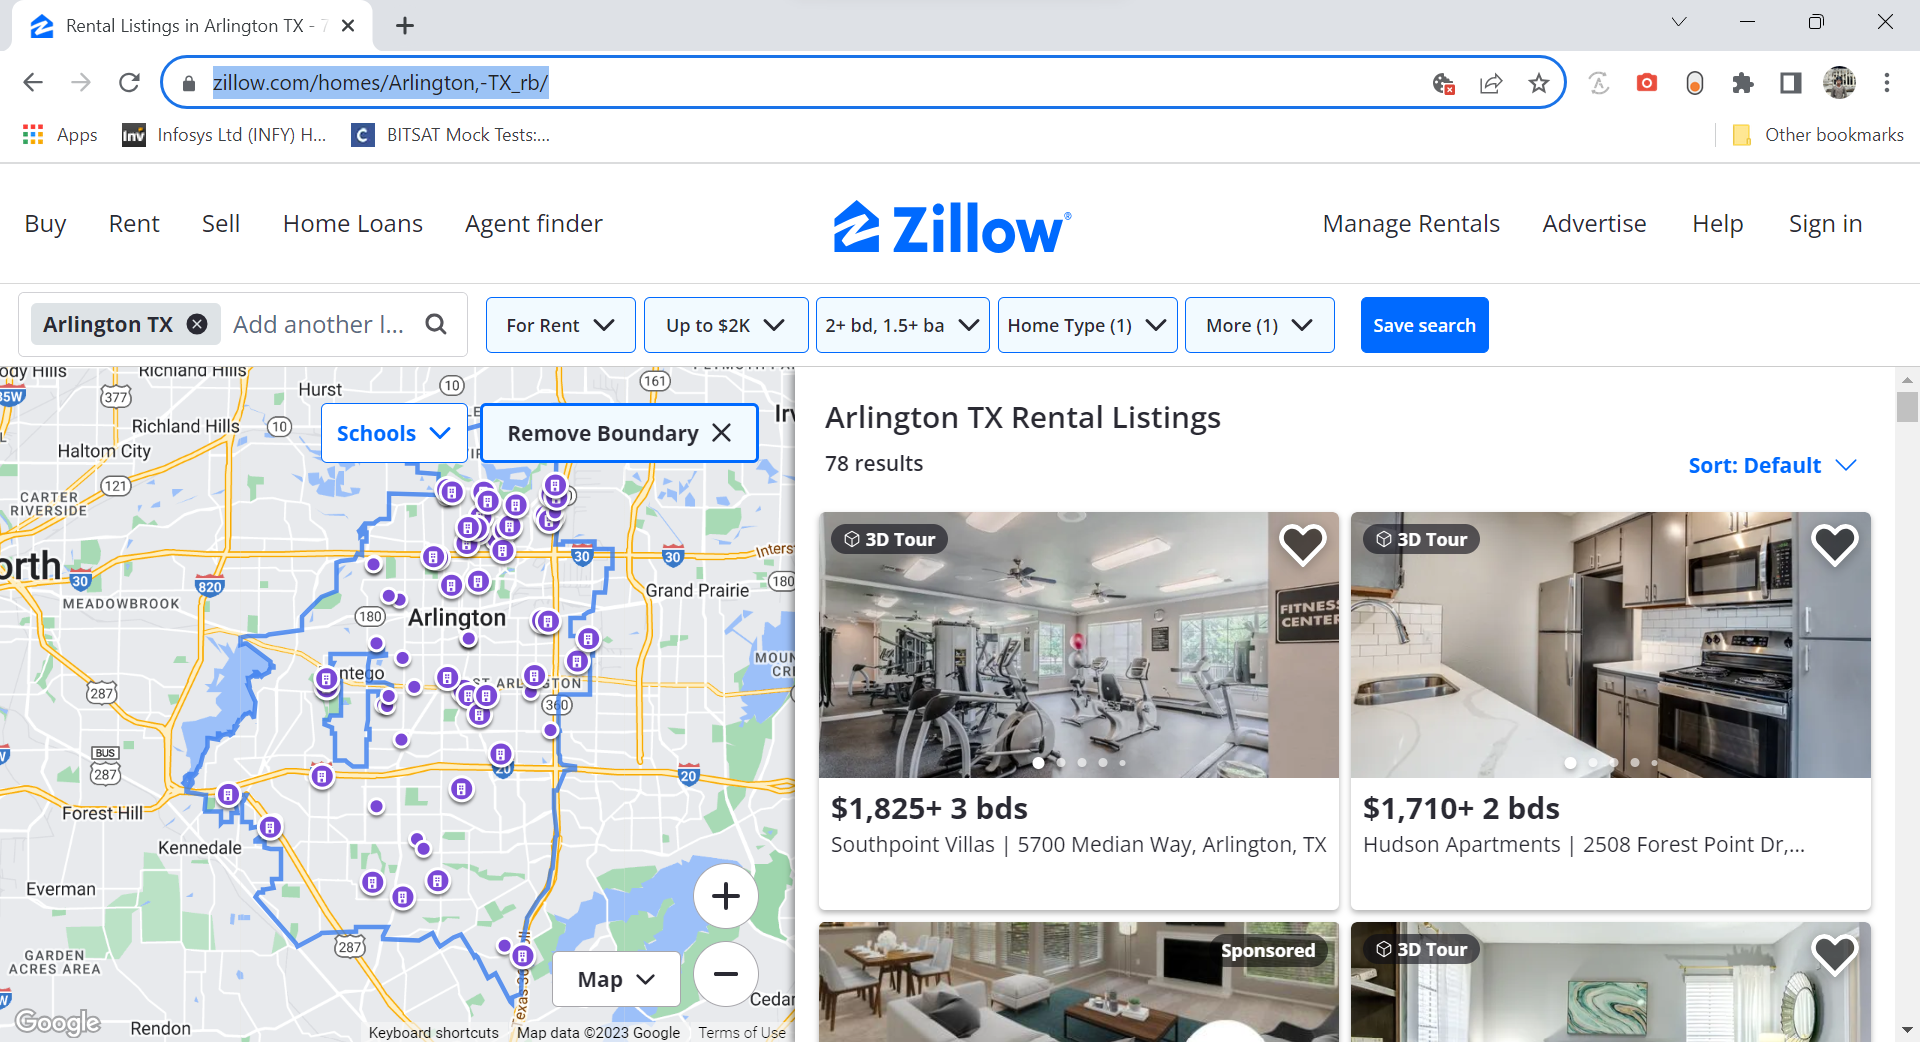 Rental Listings in Arlington TX - 7
zillow.com/homes/Arlington,-TX_rb/
Apps
Infosys Ltd (INFY) H...
BITSAT Mock Tests:...
Other bookmarks
Buy
Rent
Sell
Home Loans
Agent finder
Zillow®
Manage Rentals
Advertise
Help
Sign in
Arlington TX
Add another l...
For Rent
Up to $2K
2+ bd, 1.5+ ba
Home Type (1)
More (1)
Save search
Richland Hills
Hurst
10
161
377
35W
Richland Hills
10
Haltom City
Schools
Remove Boundary
121
CARTER
RIVERSIDE
30
820
30
30
180
MEADOWBROOK
Grand Prairie
180
Arlington
287
360
BUS
287
20
20
Forest Hill
Kennedale
Everman
287
GARDEN
ACRES AREA
Rendon
Map
Google
Keyboard shortcuts
Map data ©2023 Google
Terms of Use
Arlington TX Rental Listings
78 results
Sort: Default
3D Tour
FITNESS
CENTER
$1,825+ 3 bds
Southpoint Villas | 5700 Median Way, Arlington, TX
3D Tour
$1,710+ 2 bds
Hudson Apartments | 2508 Forest Point Dr,...
Sponsored
3D Tour